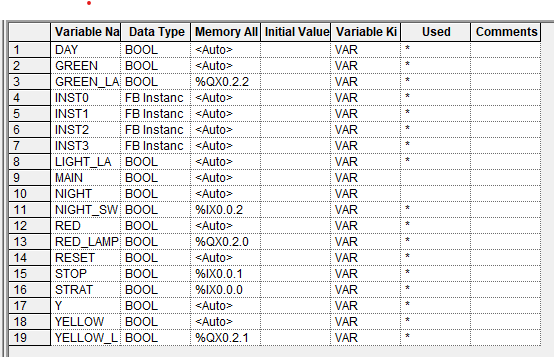 Variable Na Data Type Memory All Initial Value Variable Ki Used Comments
1 DAY BOOL <Auto> VAR *
2 GREEN BOOL <Auto> VAR *
3 GREEN_LA BOOL %QX0.2.2 VAR *
4 INST0 FB Instanc <Auto> VAR *
5 INST1 FB Instanc <Auto> VAR *
6 INST2 FB Instanc <Auto> VAR *
7 INST3 FB Instanc <Auto> VAR *
8 LIGHT_LA BOOL <Auto> VAR *
9 MAIN BOOL <Auto> VAR
10 NIGHT BOOL <Auto> VAR
11 NIGHT_SW BOOL %IX0.0.2 VAR *
12 RED BOOL <Auto> VAR *
13 RED_LAMP BOOL %QX0.2.0 VAR *
14 RESET BOOL <Auto> VAR *
15 STOP BOOL %IX0.0.1 VAR *
16 STRAT BOOL %IX0.0.0 VAR *
17 Y BOOL <Auto> VAR *
18 YELLOW BOOL <Auto> VAR *
19 YELLOW_L BOOL %QX0.2.1 VAR *